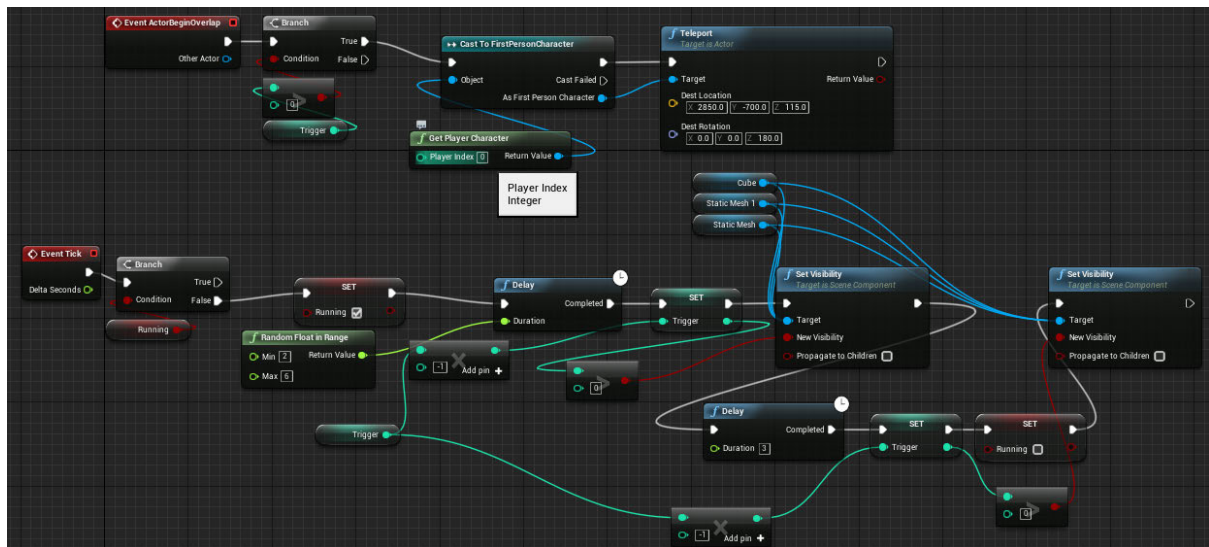 Event ActorBeginOverlap
Other Actor
Branch
True
Condition
False
0
Trigger
Cast To FirstPersonCharacter
Object
Cast Failed
As First Person Character
Get Player Character
Player Index 0
Return Value
Player Index
Integer
Teleport
Target is Actor
Target
Return Value
Dest Location
X 2850.0 Y -700.0 Z 115.0
Dest Rotation
X 0.0 Y 0.0 Z 180.0
Cube
Static Mesh 1
Static Mesh
Event Tick
Delta Seconds
Branch
True
Condition
False
Running
SET
Running
Random Float in Range
Min 2
Return Value
Max 6
Delay
Completed
Duration
SET
Trigger
-1
Add pin +
Trigger
0
Set Visibility
Target is Scene Component
Target
New Visibility
Propagate to Children
Delay
Completed
Duration 3
SET
Trigger
SET
Running
0
-1
Add pin +
Set Visibility
Target is Scene Component
Target
New Visibility
Propagate to Children